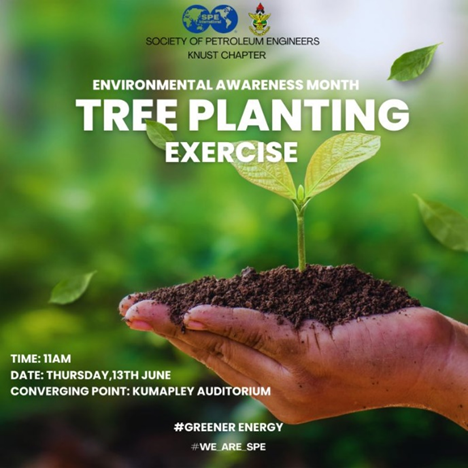 SPE
International
SOCIETY OF PETROLEUM ENGINEERS
KNUST CHAPTER
ENVIRONMENTAL AWARENESS MONTH
TREE PLANTING
EXERCISE
TIME: 11AM
DATE: THURSDAY,13TH JUNE
CONVERGING POINT: KUMAPLEY AUDITORIUM
#GREENER ENERGY
#WE_ARE_SPE